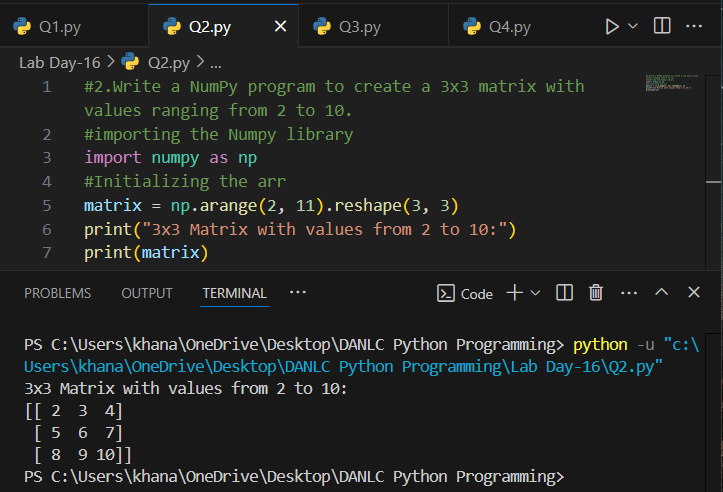 Q1.py Q2.py Q3.py Q4.py
Lab Day-16 > Q2.py > ...
1 #2.Write a NumPy program to create a 3x3 matrix with
values ranging from 2 to 10.
2 #importing the Numpy library
3 import numpy as np
4 #Initializing the arr
5 matrix = np.arange(2, 11).reshape(3, 3)
6 print("3x3 Matrix with values from 2 to 10:")
7 print(matrix)
PROBLEMS OUTPUT TERMINAL ... Code
PS C:\Users\khana\OneDrive\Desktop\DANLC Python Programming> python -u "c:\
Users\khana\OneDrive\Desktop\DANLC Python Programming\Lab Day-16\Q2.py"
3x3 Matrix with values from 2 to 10:
[[ 2  3  4]
 [ 5  6  7]
 [ 8  9 10]]
PS C:\Users\khana\OneDrive\Desktop\DANLC Python Programming>